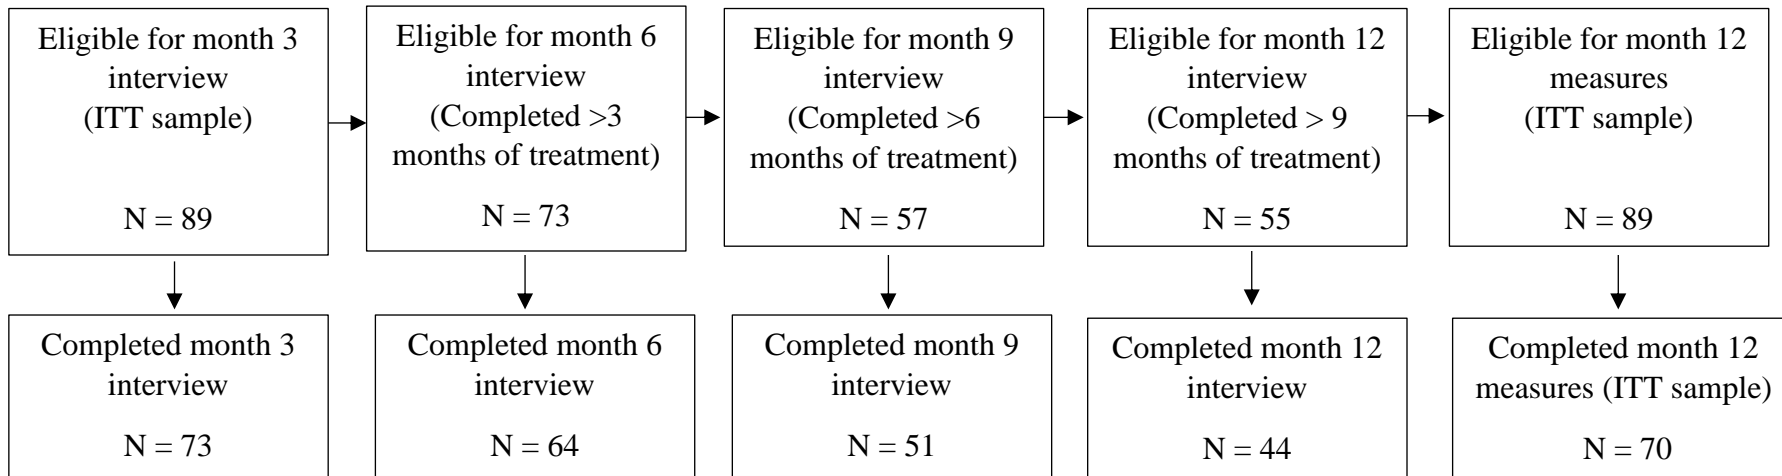 Eligible for month 3
interview
(ITT sample)
N = 89
Eligible for month 6
interview
(Completed >3
months of treatment)
N = 73
Eligible for month 9
interview
(Completed >6
months of treatment)
N = 57
Eligible for month 12
interview
(Completed > 9
months of treatment)
N = 55
Eligible for month 12
measures
(ITT sample)
N = 89
Completed month 3
interview
N = 73
Completed month 6
interview
N = 64
Completed month 9
interview
N = 51
Completed month 12
interview
N = 44
Completed month 12
measures (ITT sample)
N = 70